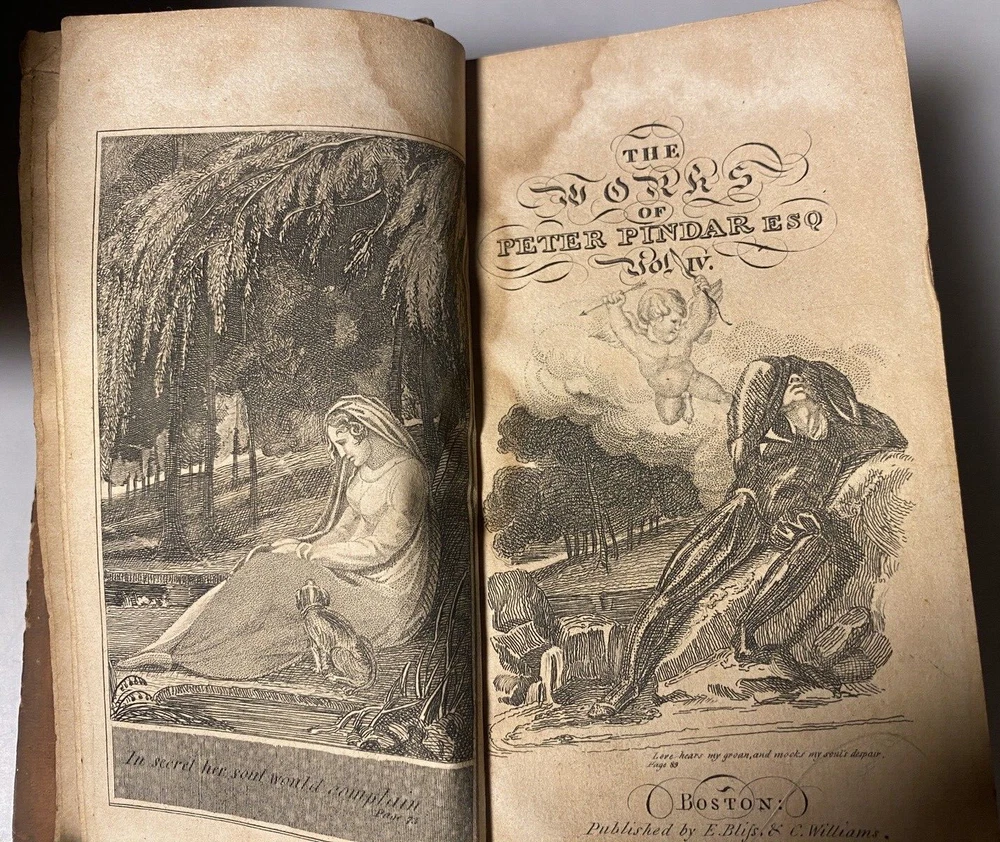 In secret her soul would complain
Page 73
THE
WORKS
OF
PETER PINDAR ESQ
Vol IV.
Love hears my groan, and mocks my soul's despair.
Page 89
BOSTON:
Published by E. Bliſs, & C. Williams.